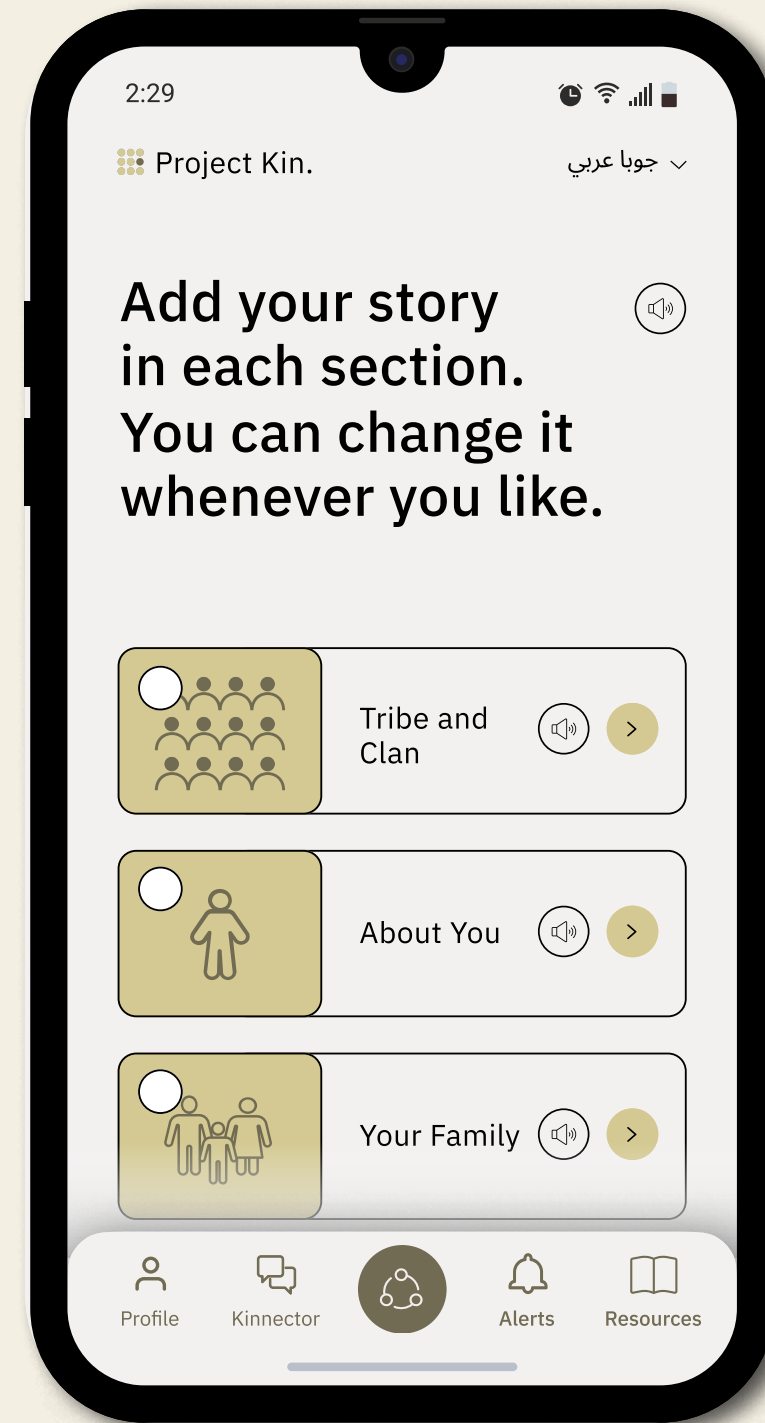 2:29
Project Kin.
جوبا عربي
Add your story
in each section.
You can change it
whenever you like.
Tribe and
Clan
About You
Your Family
Profile
Kinnector
Alerts
Resources